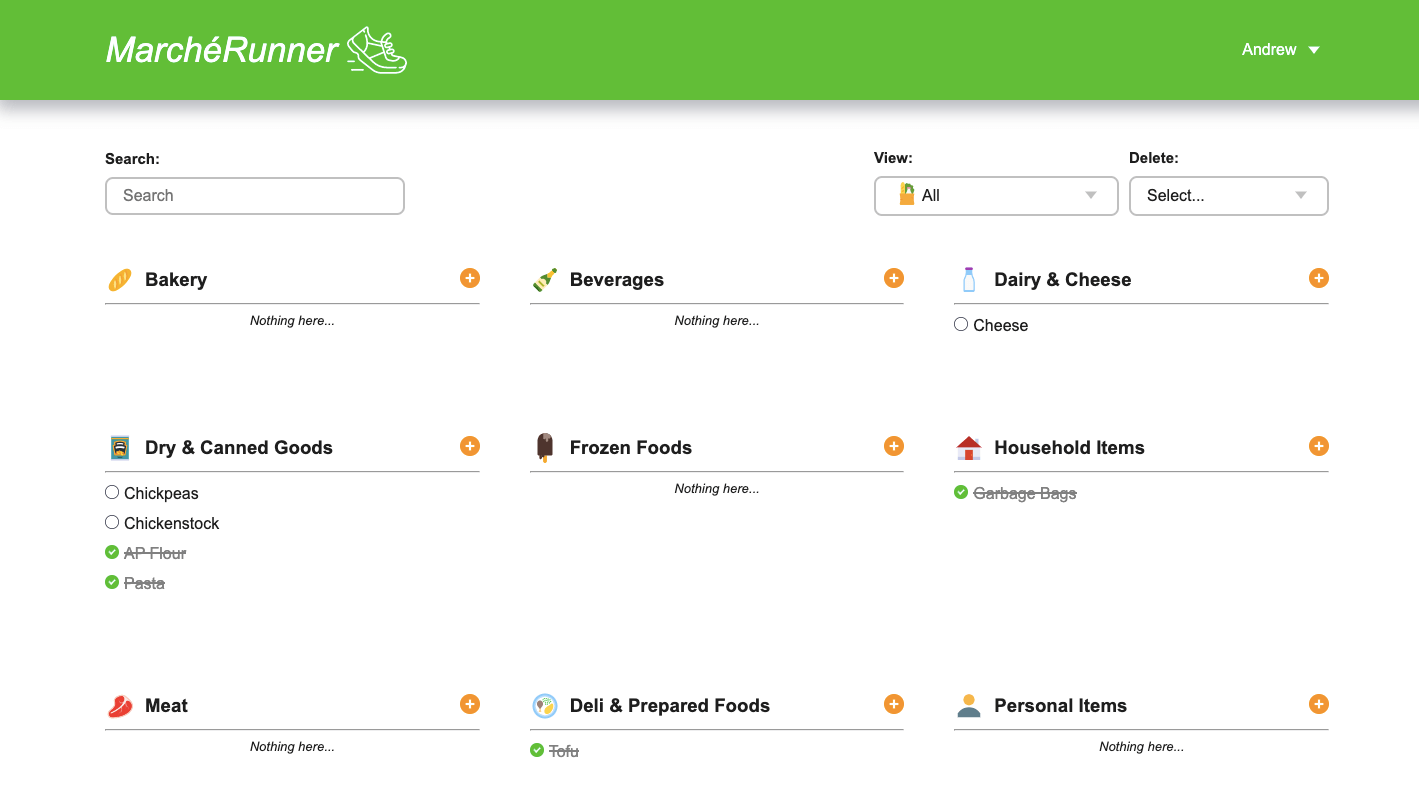 MarchéRunner
Andrew
Search:
View:
Delete:
Search
All
Select...
Bakery
Beverages
Dairy & Cheese
Nothing here...
Nothing here...
Cheese
Dry & Canned Goods
Frozen Foods
Household Items
Chickpeas
Nothing here...
Garbage Bags
Chickenstock
AP Flour
Pasta
Meat
Deli & Prepared Foods
Personal Items
Nothing here...
Tofu
Nothing here...